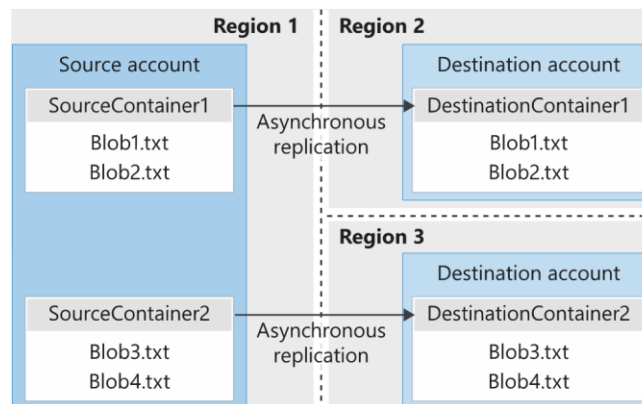 Region 1
Region 2
Source account
Destination account
SourceContainer1
DestinationContainer1
Asynchronous
replication
Blob1.txt
Blob2.txt
Blob1.txt
Blob2.txt
Region 3
Destination account
SourceContainer2
DestinationContainer2
Asynchronous
replication
Blob3.txt
Blob4.txt
Blob3.txt
Blob4.txt